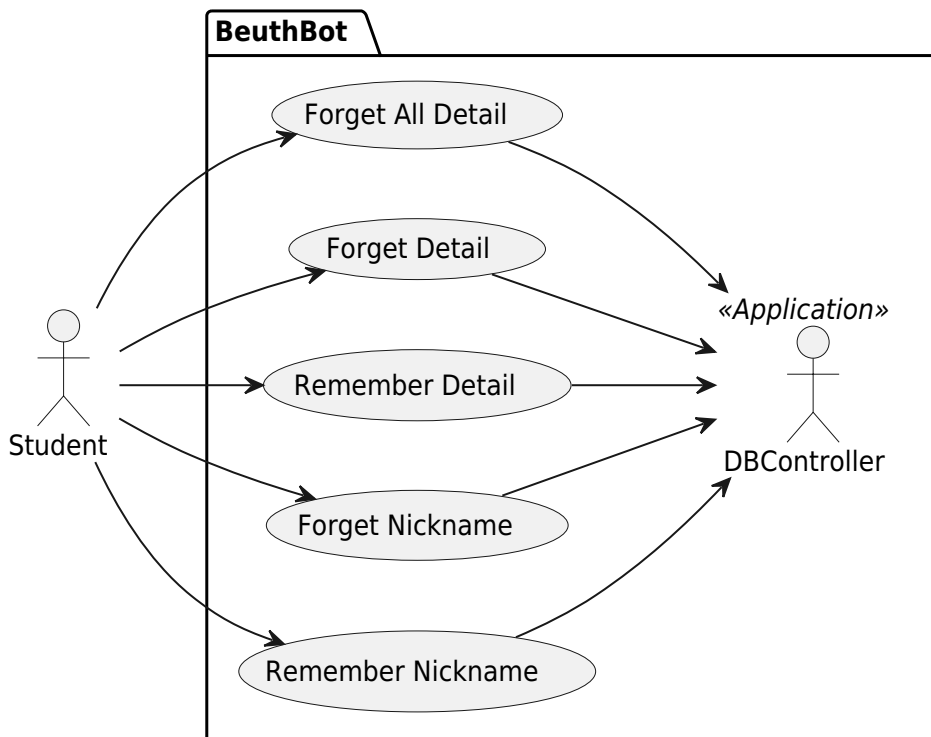 BeuthBot
Forget All Detail
Forget Detail
«Application»
Remember Detail
Student
DBController
Forget Nickname
Remember Nickname